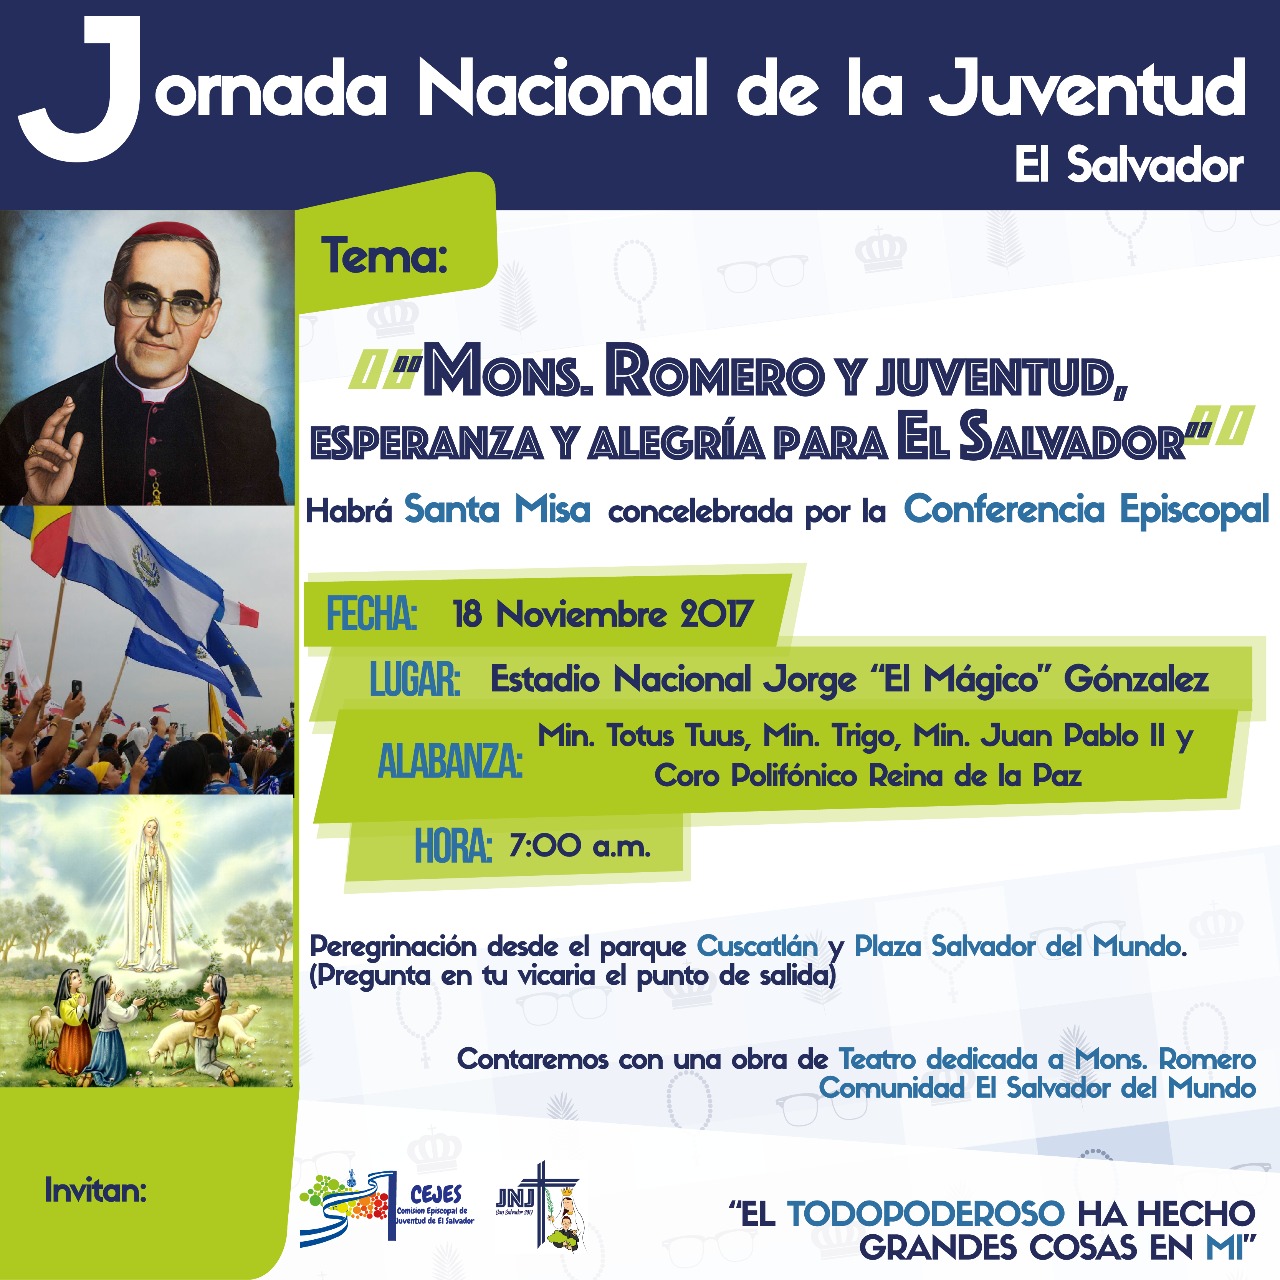 Jornada Nacional de la Juventud
El Salvador
Tema:
"Mons. Romero y juventud,
esperanza y alegría para El Salvador"
Habrá Santa Misa concelebrada por la Conferencia Episcopal
FECHA: 18 Noviembre 2017
LUGAR: Estadio Nacional Jorge "El Mágico" Gónzalez
ALABANZA: Min. Totus Tuus, Min. Trigo, Min. Juan Pablo II y
Coro Polifónico Reina de la Paz
HORA: 7:00 a.m.
Peregrinación desde el parque Cuscatlán y Plaza Salvador del Mundo.
(Pregunta en tu vicaria el punto de salida)
Contaremos con una obra de Teatro dedicada a Mons. Romero
Comunidad El Salvador del Mundo
Invitan:
CEJES
Comision Episcopal de
Juventud de El Salvador
JNJ
San Salvador 2017
"EL TODOPODEROSO HA HECHO
GRANDES COSAS EN MI"